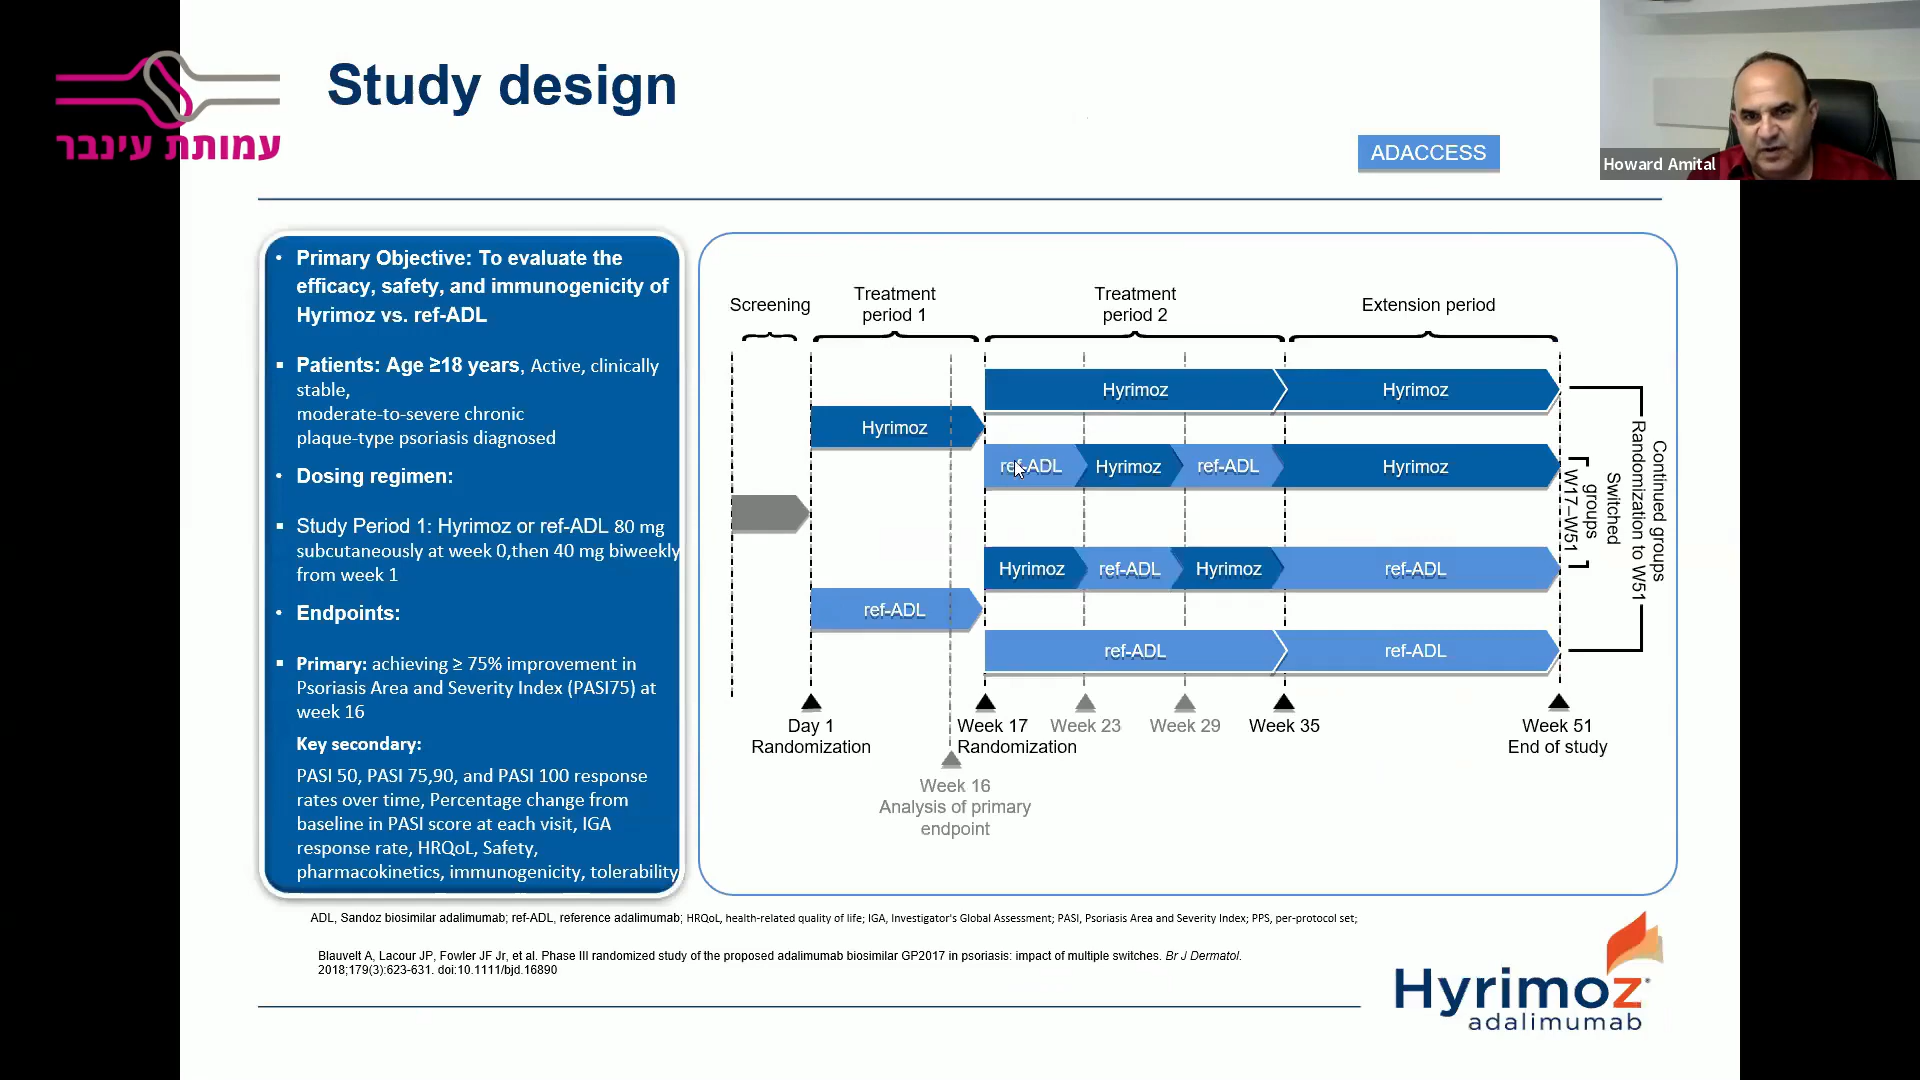 עמותת עינבר
Study design
ADACCESS
Howard Amital
• Primary Objective: To evaluate the
efficacy, safety, and immunogenicity of
Hyrimoz vs. ref-ADL
▪ Patients: Age ≥18 years, Active, clinically
stable,
moderate-to-severe chronic
plaque-type psoriasis diagnosed
• Dosing regimen:
▪ Study Period 1: Hyrimoz or ref-ADL 80 mg
subcutaneously at week 0,then 40 mg biweekly
from week 1
• Endpoints:
▪ Primary: achieving ≥ 75% improvement in
Psoriasis Area and Severity Index (PASI75) at
week 16
Key secondary:
PASI 50, PASI 75,90, and PASI 100 response
rates over time, Percentage change from
baseline in PASI score at each visit, IGA
response rate, HRQoL, Safety,
pharmacokinetics, immunogenicity, tolerability
Screening
Treatment
period 1
Treatment
period 2
Extension period
Hyrimoz
Hyrimoz
Hyrimoz
ref-ADL
Hyrimoz
ref-ADL
Hyrimoz
Hyrimoz
ref-ADL
Hyrimoz
ref-ADL
ref-ADL
ref-ADL
ref-ADL
Continued groups
Randomization to W51
Switched
groups
W17–W51
Day 1
Randomization
Week 17
Randomization
Week 23
Week 29
Week 35
Week 51
End of study
Week 16
Analysis of primary
endpoint
ADL, Sandoz biosimilar adalimumab; ref-ADL, reference adalimumab; HRQoL, health-related quality of life; IGA, Investigator's Global Assessment; PASI, Psoriasis Area and Severity Index; PPS, per-protocol set;
Blauvelt A, Lacour JP, Fowler JF Jr, et al. Phase III randomized study of the proposed adalimumab biosimilar GP2017 in psoriasis: impact of multiple switches. Br J Dermatol.
2018;179(3):623-631. doi:10.1111/bjd.16890
Hyrimoz
adalimumab